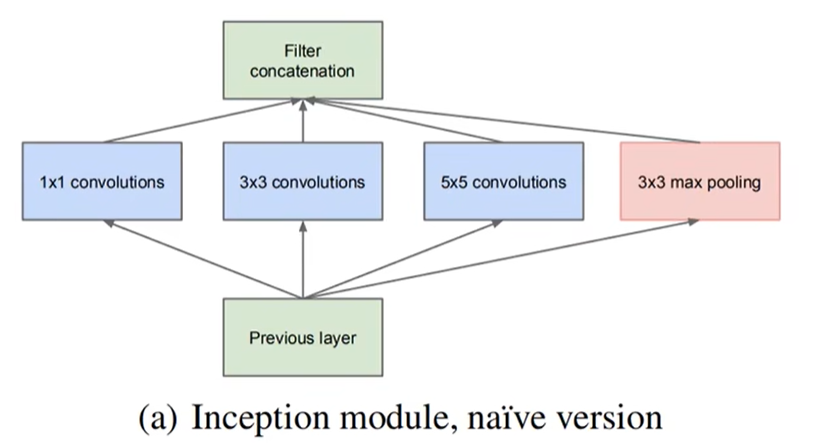 Filter
concatenation
1x1 convolutions
3x3 convolutions
5x5 convolutions
3x3 max pooling
Previous layer
(a) Inception module, naïve version